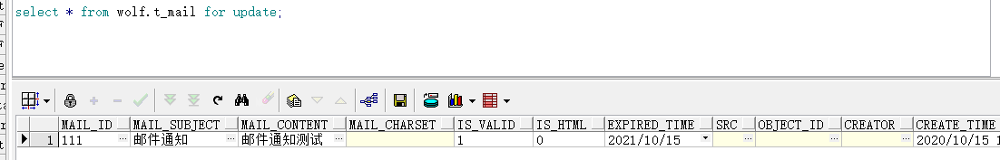 select * from wolf.t_mail for update;
MAIL_ID MAIL_SUBJECT MAIL_CONTENT MAIL_CHARSET IS_VALID IS_HTML EXPIRED_TIME SRC OBJECT_ID CREATOR CREATE_TIME
1 111 邮件通知 邮件通知测试 1 0 2021/10/15 2020/10/15 1